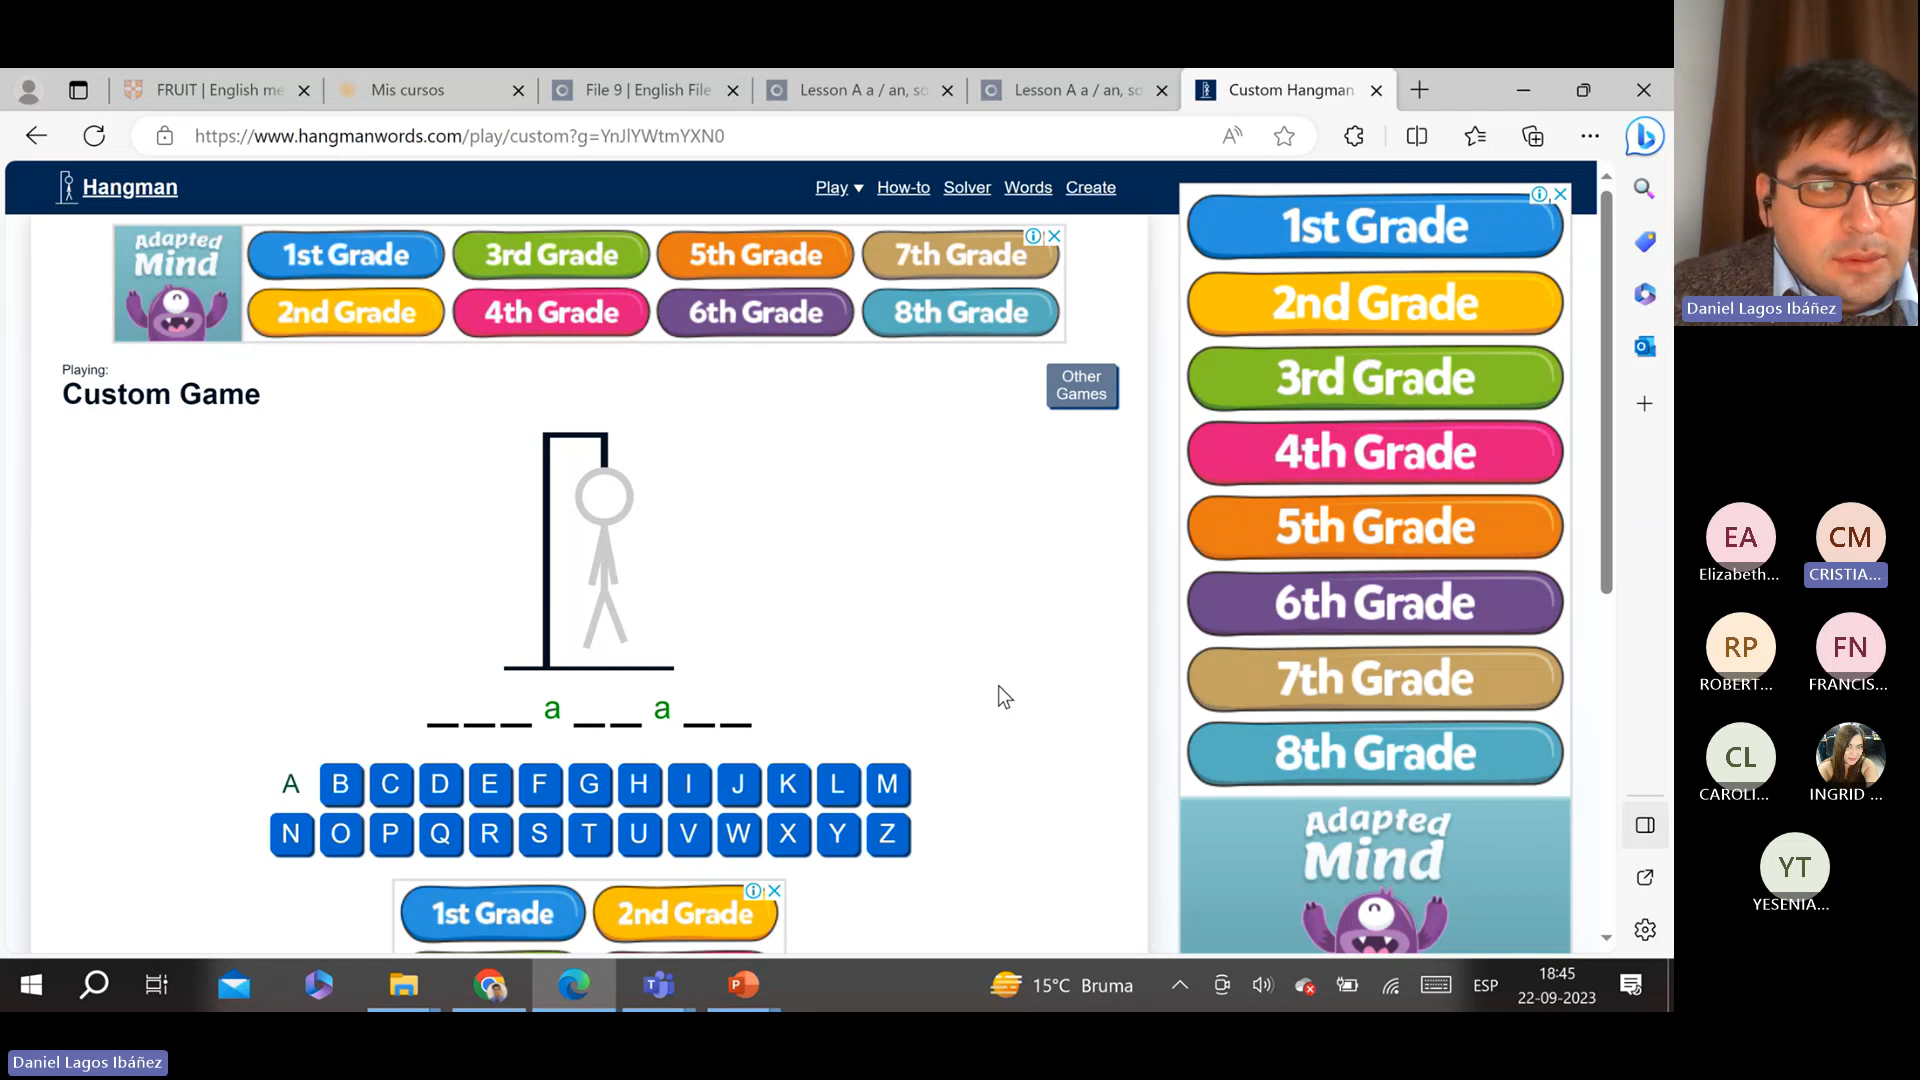 FRUIT | English me
Mis cursos
File 9 | English File
Lesson A a / an, so
Lesson A a / an, so
Custom Hangman
https://www.hangmanwords.com/play/custom?g=YnJlYWtmYXN0
Hangman
Play ▼ How-to Solver Words Create
Adapted
Mind
1st Grade 3rd Grade 5th Grade 7th Grade
2nd Grade 4th Grade 6th Grade 8th Grade
Playing:
Custom Game
Other
Games
_ _ _ a _ _ a _ _
A B C D E F G H I J K L M
N O P Q R S T U V W X Y Z
1st Grade 2nd Grade
1st Grade
2nd Grade
3rd Grade
4th Grade
5th Grade
6th Grade
7th Grade
8th Grade
Adapted
Mind
Daniel Lagos Ibáñez
EA
Elizabeth...
CM
CRISTIA...
RP
ROBERT...
FN
FRANCIS...
CL
CAROLI...
INGRID ...
YT
YESENIA...
15°C Bruma
ESP
18:45
22-09-2023
Daniel Lagos Ibáñez